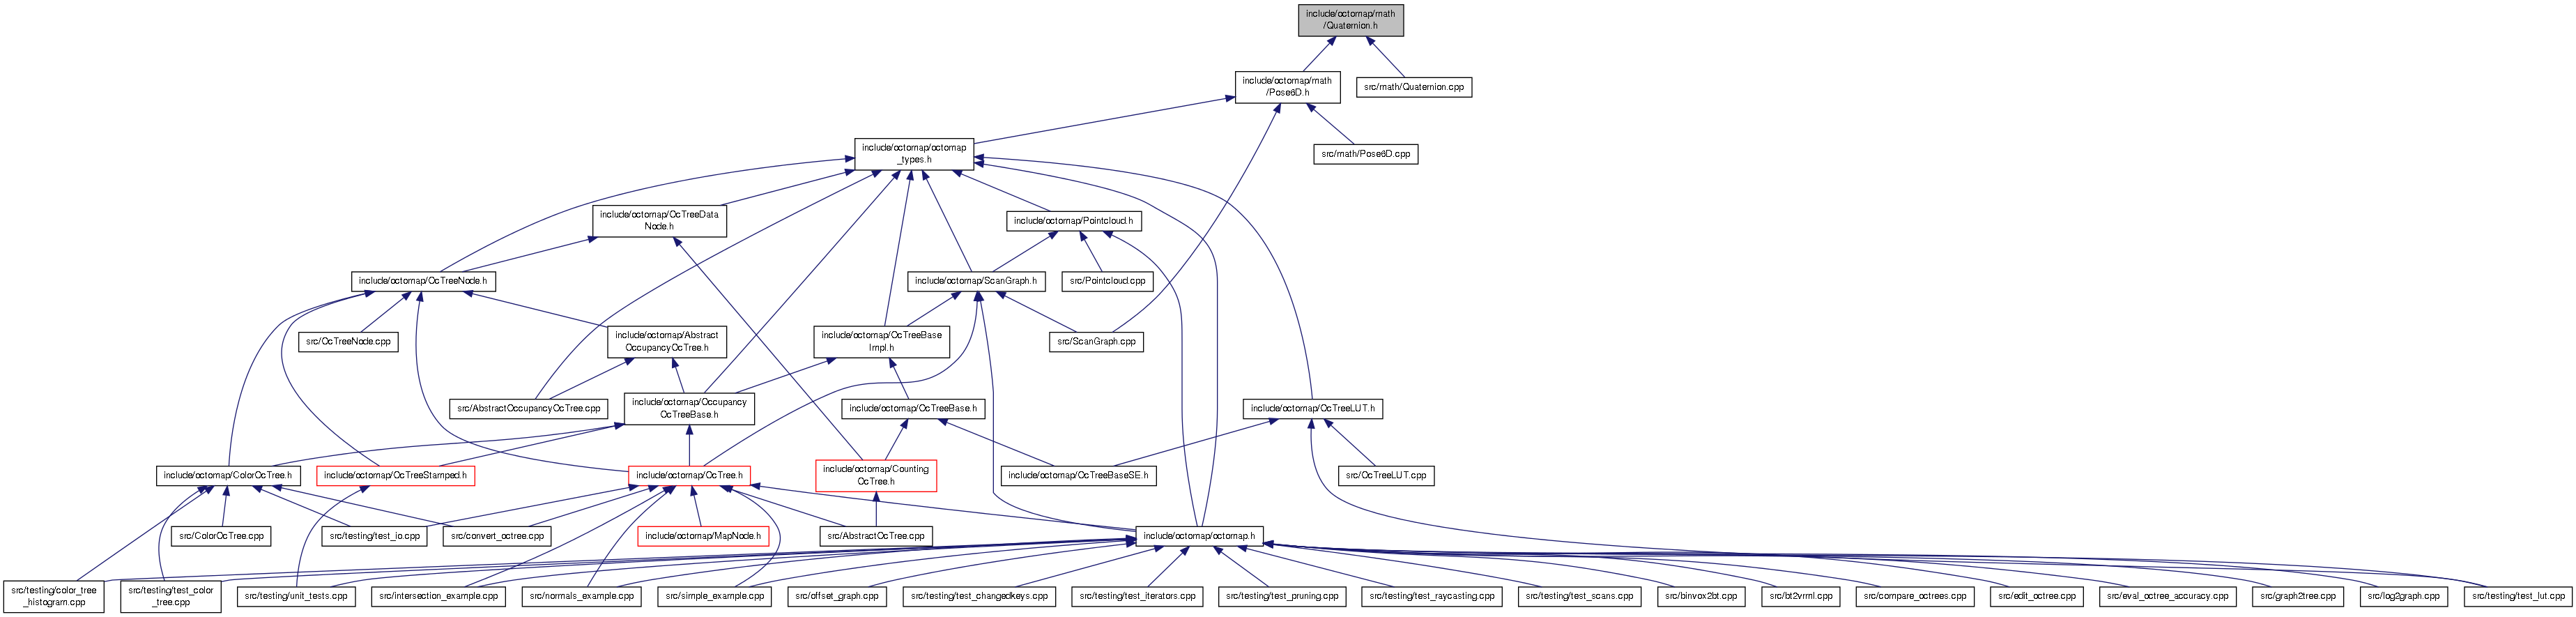 include/octomap/math
/Quaternion.h
include/octomap/math
/Pose6D.h
src/math/Quaternion.cpp
include/octomap/octomap
_types.h
src/math/Pose6D.cpp
include/octomap/OcTreeData
Node.h
include/octomap/Pointcloud.h
include/octomap/OcTreeNode.h
include/octomap/ScanGraph.h
src/Pointcloud.cpp
src/OcTreeNode.cpp
include/octomap/Abstract
OccupancyOcTree.h
include/octomap/OcTreeBase
Impl.h
src/ScanGraph.cpp
src/AbstractOccupancyOcTree.cpp
include/octomap/Occupancy
OcTreeBase.h
include/octomap/OcTreeBase.h
include/octomap/OcTreeLUT.h
include/octomap/ColorOcTree.h
include/octomap/OcTreeStamped.h
include/octomap/OcTree.h
include/octomap/Counting
OcTree.h
include/octomap/OcTreeBaseSE.h
src/OcTreeLUT.cpp
src/ColorOcTree.cpp
src/testing/test_io.cpp
src/convert_octree.cpp
include/octomap/MapNode.h
src/AbstractOcTree.cpp
include/octomap/octomap.h
src/testing/color_tree
_histogram.cpp
src/testing/test_color
_tree.cpp
src/testing/unit_tests.cpp
src/intersection_example.cpp
src/normals_example.cpp
src/simple_example.cpp
src/offset_graph.cpp
src/testing/test_changedkeys.cpp
src/testing/test_iterators.cpp
src/testing/test_pruning.cpp
src/testing/test_raycasting.cpp
src/testing/test_scans.cpp
src/binvox2bt.cpp
src/bt2vrml.cpp
src/compare_octrees.cpp
src/edit_octree.cpp
src/eval_octree_accuracy.cpp
src/graph2tree.cpp
src/log2graph.cpp
src/testing/test_lut.cpp